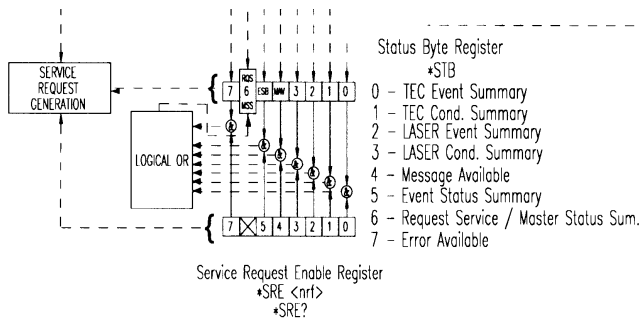 Status Byte Register
*STB
0 - TEC Event Summary
1 - TEC Cond. Summary
2 - LASER Event Summary
3 - LASER Cond. Summary
4 - Message Available
5 - Event Status Summary
6 - Request Service / Master Status Sum.
7 - Error Available
SERVICE
REQUEST
GENERATION
RQS
7 6 ESB MAV 3 2 1 0
MSS
& & & & & & &
LOGICAL OR
7 5 4 3 2 1 0
Service Request Enable Register
*SRE <nrf>
*SRE?